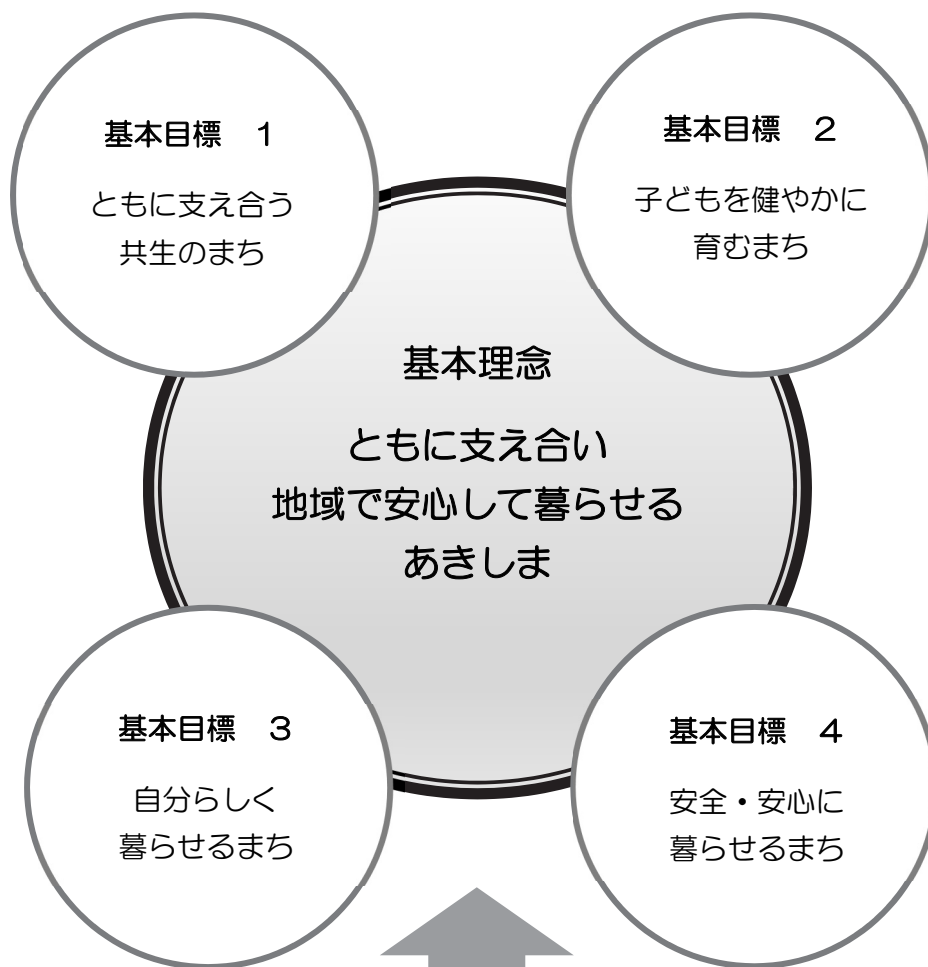 基本目標　1
ともに支え合う
共生のまち
基本目標　2
子どもを健やかに
育むまち
基本理念
ともに支え合い
地域で安心して暮らせる
あきしま
基本目標　3
自分らしく
暮らせるまち
基本目標　4
安全・安心に
暮らせるまち